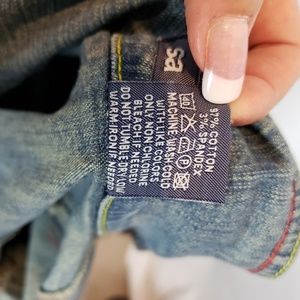 sa
97% COTTON
3% SPANDEX
MACHINE WASH COLD
WITH LIKE COLORS
ONLY NON CHLORINE
BLEACH IF NEEDED
DO NOT TUMBLE DRY LOW
WARM IRON IF NEEDED